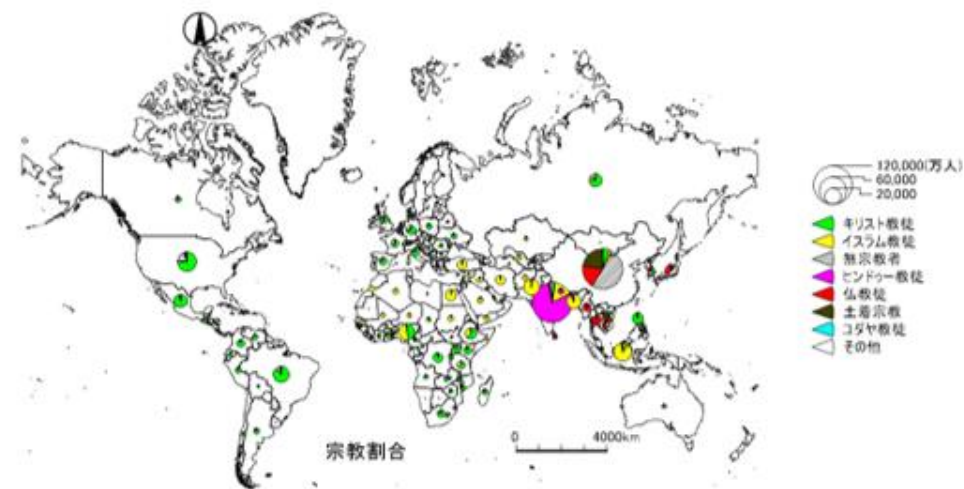 120,000(万人)
60,000
20,000
キリスト教徒
イスラム教徒
無宗教者
ヒンドゥー教徒
仏教徒
土着宗教
ユダヤ教徒
その他
0 4000km
宗教割合